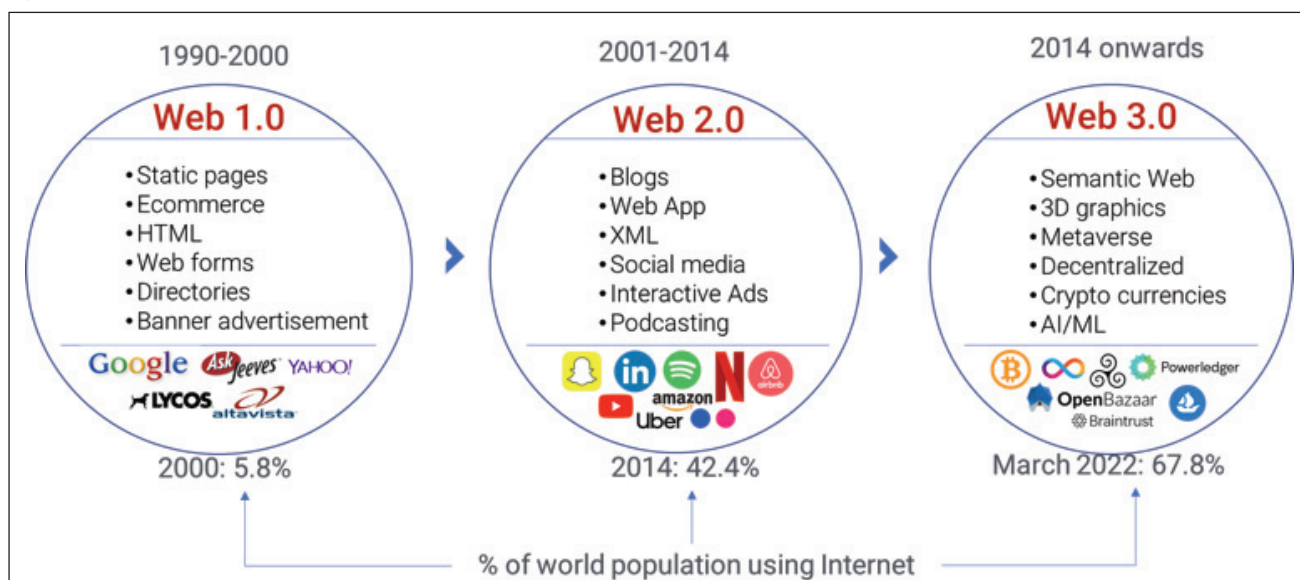 1990-2000
Web 1.0
•Static pages
•Ecommerce
•HTML
•Web forms
•Directories
•Banner advertisement
Google Ask Jeeves YAHOO!
LYCOS altavista
2000: 5.8%
2001-2014
Web 2.0
•Blogs
•Web App
•XML
•Social media
•Interactive Ads
•Podcasting
in N airbnb
amazon
Uber
2014: 42.4%
2014 onwards
Web 3.0
•Semantic Web
•3D graphics
•Metaverse
•Decentralized
•Crypto currencies
•AI/ML
Powerledger
OpenBazaar
Braintrust
March 2022: 67.8%
% of world population using Internet